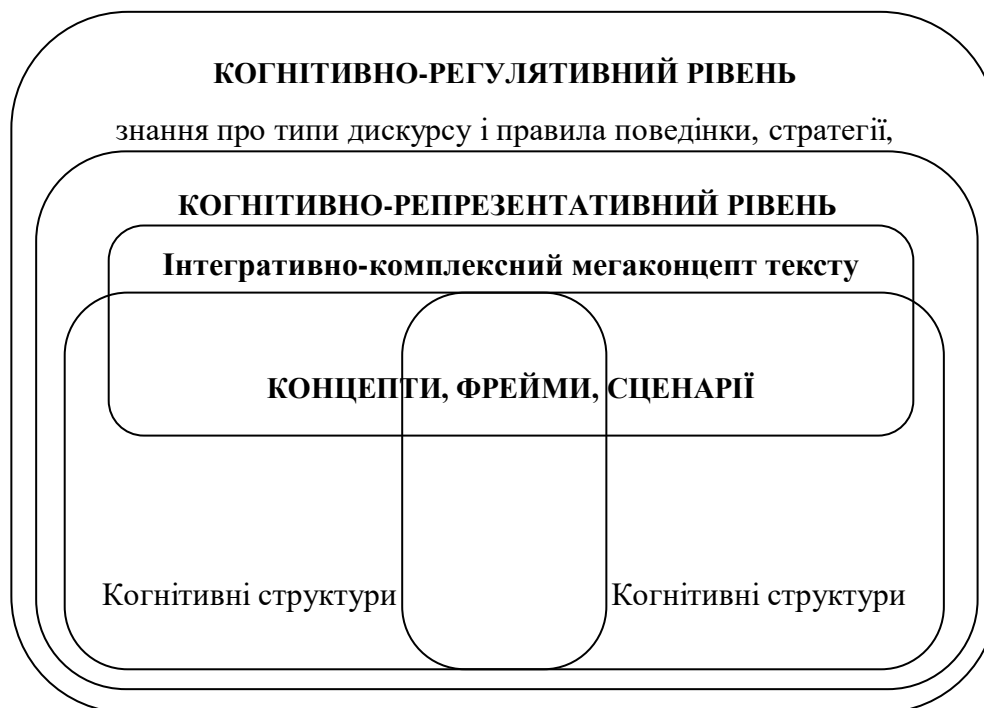 КОГНІТИВНО-РЕГУЛЯТИВНИЙ РІВЕНЬ
знання про типи дискурсу і правила поведінки, стратегії,
КОГНІТИВНО-РЕПРЕЗЕНТАТИВНИЙ РІВЕНЬ
Інтегративно-комплексний мегаконцепт тексту
КОНЦЕПТИ, ФРЕЙМИ, СЦЕНАРІЇ
Когнітивні структури
Когнітивні структури